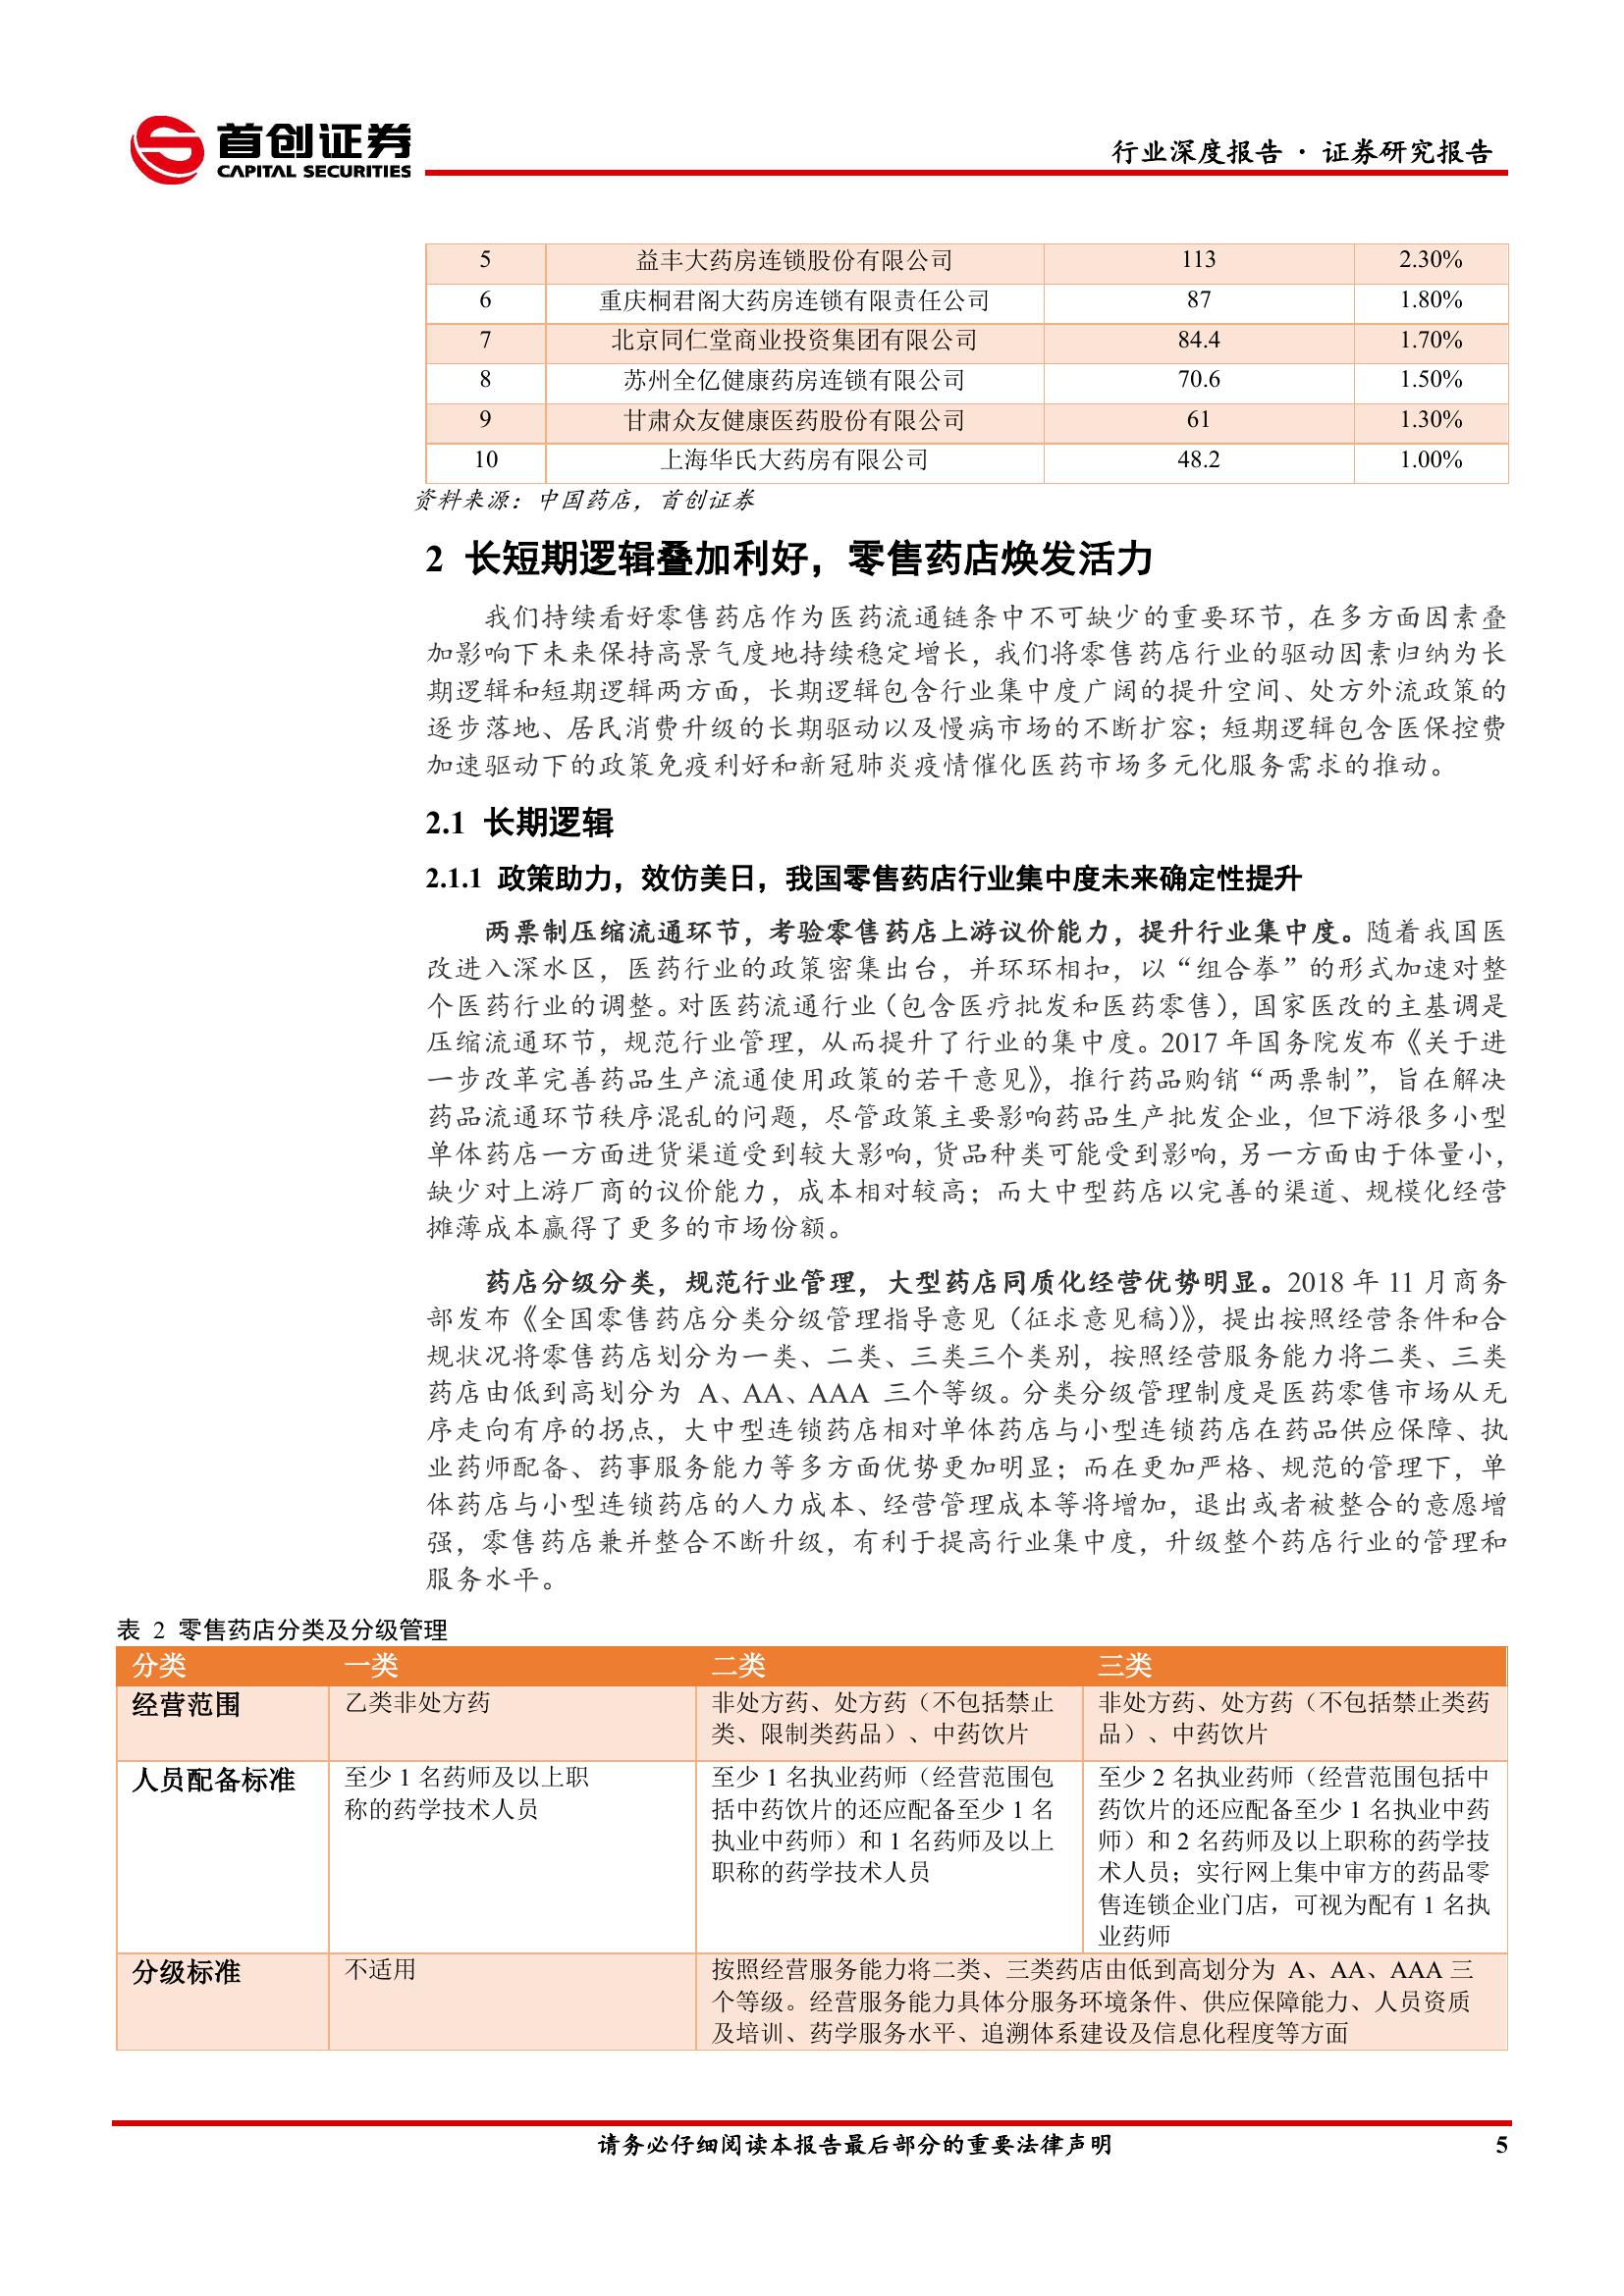 首创证券
CAPITAL SECURITIES
行业深度报告 · 证券研究报告
5 益丰大药房连锁股份有限公司 113 2.30%
6 重庆桐君阁大药房连锁有限责任公司 87 1.80%
7 北京同仁堂商业投资集团有限公司 84.4 1.70%
8 苏州全亿健康药房连锁有限公司 70.6 1.50%
9 甘肃众友健康医药股份有限公司 61 1.30%
10 上海华氏大药房有限公司 48.2 1.00%
资料来源：中国药店，首创证券
2 长短期逻辑叠加利好，零售药店焕发活力
我们持续看好零售药店作为医药流通链条中不可缺少的重要环节，在多方面因素叠
加影响下未来保持高景气度地持续稳定增长，我们将零售药店行业的驱动因素归纳为长
期逻辑和短期逻辑两方面，长期逻辑包含行业集中度广阔的提升空间、处方外流政策的
逐步落地、居民消费升级的长期驱动以及慢病市场的不断扩容；短期逻辑包含医保控费
加速驱动下的政策免疫利好和新冠肺炎疫情催化医药市场多元化服务需求的推动。
2.1 长期逻辑
2.1.1 政策助力，效仿美日，我国零售药店行业集中度未来确定性提升
两票制压缩流通环节，考验零售药店上游议价能力，提升行业集中度。随着我国医
改进入深水区，医药行业的政策密集出台，并环环相扣，以“组合拳”的形式加速对整
个医药行业的调整。对医药流通行业（包含医疗批发和医药零售），国家医改的主基调是
压缩流通环节，规范行业管理，从而提升了行业的集中度。2017 年国务院发布《关于进
一步改革完善药品生产流通使用政策的若干意见》，推行药品购销“两票制”，旨在解决
药品流通环节秩序混乱的问题，尽管政策主要影响药品生产批发企业，但下游很多小型
单体药店一方面进货渠道受到较大影响，货品种类可能受到影响，另一方面由于体量小，
缺少对上游厂商的议价能力，成本相对较高；而大中型药店以完善的渠道、规模化经营
摊薄成本赢得了更多的市场份额。
药店分级分类，规范行业管理，大型药店同质化经营优势明显。2018 年 11 月商务
部发布《全国零售药店分类分级管理指导意见（征求意见稿）》，提出按照经营条件和合
规状况将零售药店划分为一类、二类、三类三个类别，按照经营服务能力将二类、三类
药店由低到高划分为 A、AA、AAA 三个等级。分类分级管理制度是医药零售市场从无
序走向有序的拐点，大中型连锁药店相对单体药店与小型连锁药店在药品供应保障、执
业药师配备、药事服务能力等多方面优势更加明显；而在更加严格、规范的管理下，单
体药店与小型连锁药店的人力成本、经营管理成本等将增加，退出或者被整合的意愿增
强，零售药店兼并整合不断升级，有利于提高行业集中度，升级整个药店行业的管理和
服务水平。
表 2 零售药店分类及分级管理
分类 一类 二类 三类
经营范围 乙类非处方药 非处方药、处方药（不包括禁止 非处方药、处方药（不包括禁止类药
类、限制类药品）、中药饮片 品）、中药饮片
人员配备标准 至少 1 名药师及以上职 至少 1 名执业药师（经营范围包 至少 2 名执业药师（经营范围包括中
称的药学技术人员 括中药饮片的还应配备至少 1 名 药饮片的还应配备至少 1 名执业中药
执业中药师）和 1 名药师及以上 师）和 2 名药师及以上职称的药学技
职称的药学技术人员 术人员；实行网上集中审方的药品零
售连锁企业门店，可视为配有 1 名执
业药师
分级标准 不适用 按照经营服务能力将二类、三类药店由低到高划分为 A、AA、AAA 三
个等级。经营服务能力具体分服务环境条件、供应保障能力、人员资质
及培训、药学服务水平、追溯体系建设及信息化程度等方面
请务必仔细阅读本报告最后部分的重要法律声明 5